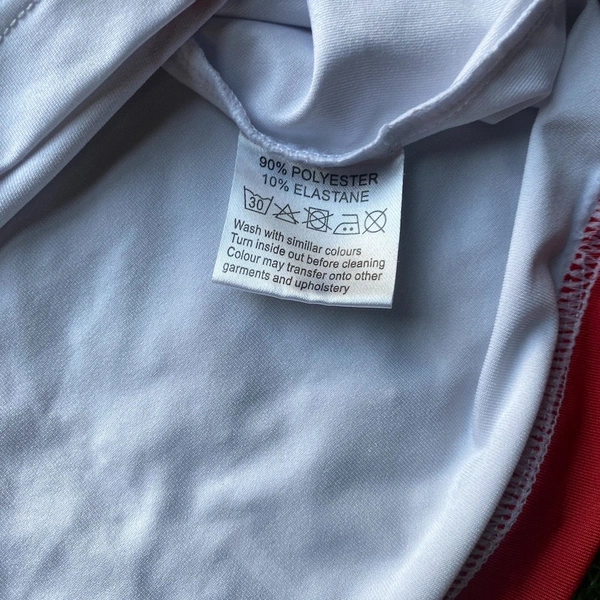 90% POLYESTER
10% ELASTANE
30
Wash with simillar colours
Turn inside out before cleaning
Colour may transfer onto other
garments and upholstery